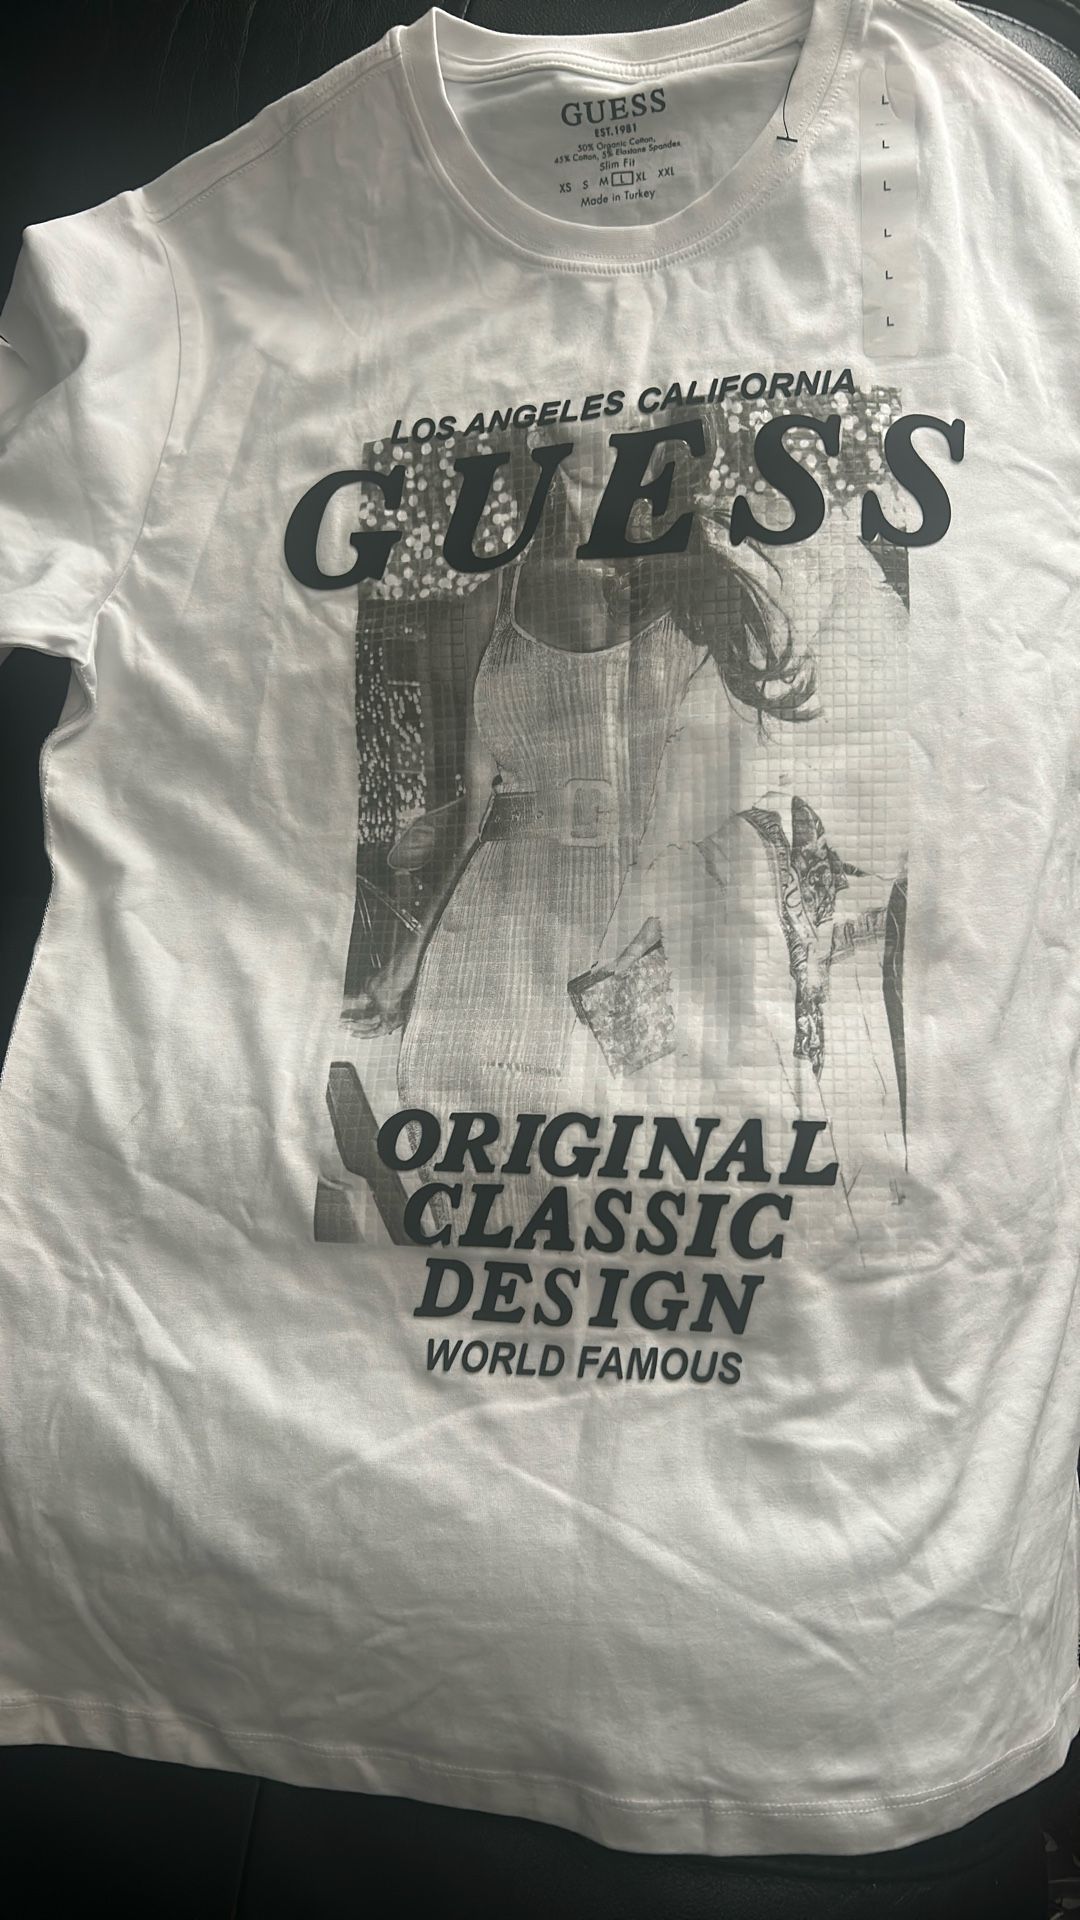 GUESS
EST.1981
50% Organic Cotton,
45% Cotton, 5% Elastane Spandex
Slim Fit
XS S M L XL XXL
Made in Turkey
L
L
L
L
L
L
LOS ANGELES CALIFORNIA
GUESS
ORIGINAL
CLASSIC
DESIGN
WORLD FAMOUS